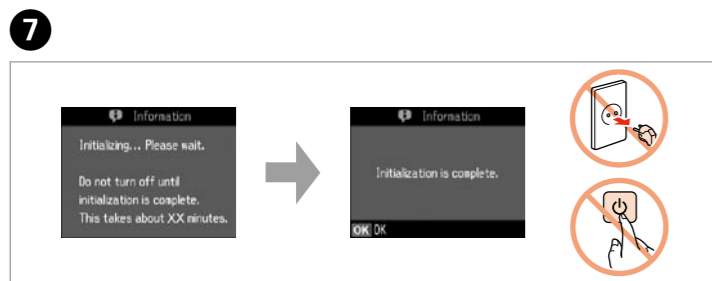 7
Information
Initializing... Please wait.
Do not turn off until
initialization is complete.
This takes about XX minutes.
Information
Initialization is complete.
OK OK